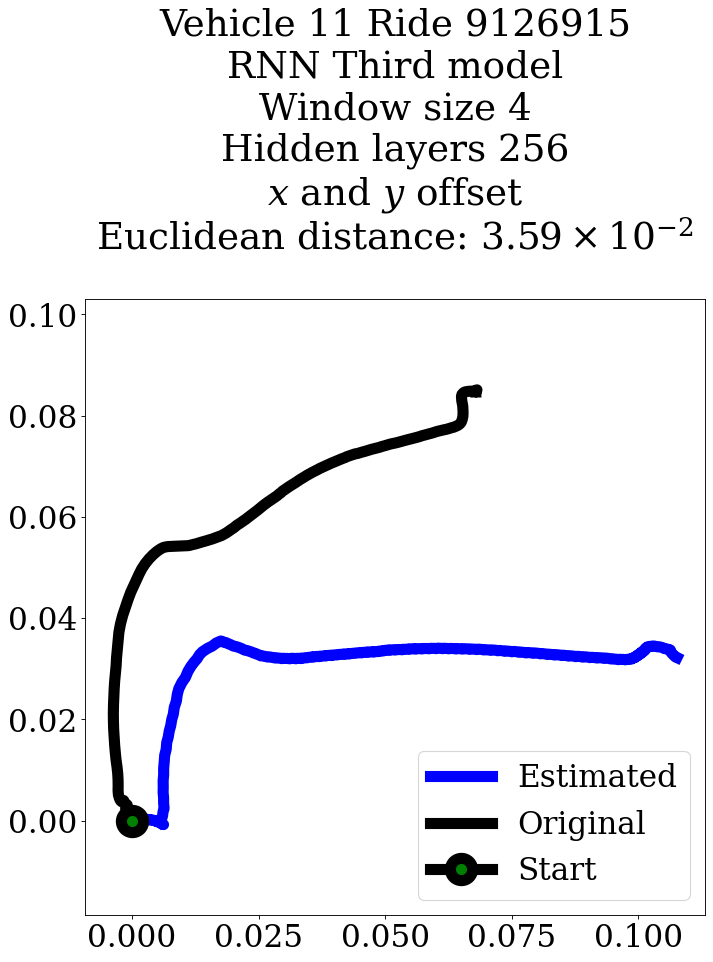 Vehicle 11 Ride 9126915
RNN Third model
Window size 4
Hidden layers 256
x and y offset
Euclidean distance: 3.59 × 10⁻²
0.10
0.08
0.06
0.04
0.02
0.00
Estimated
Original
Start
0.000 0.025 0.050 0.075 0.100